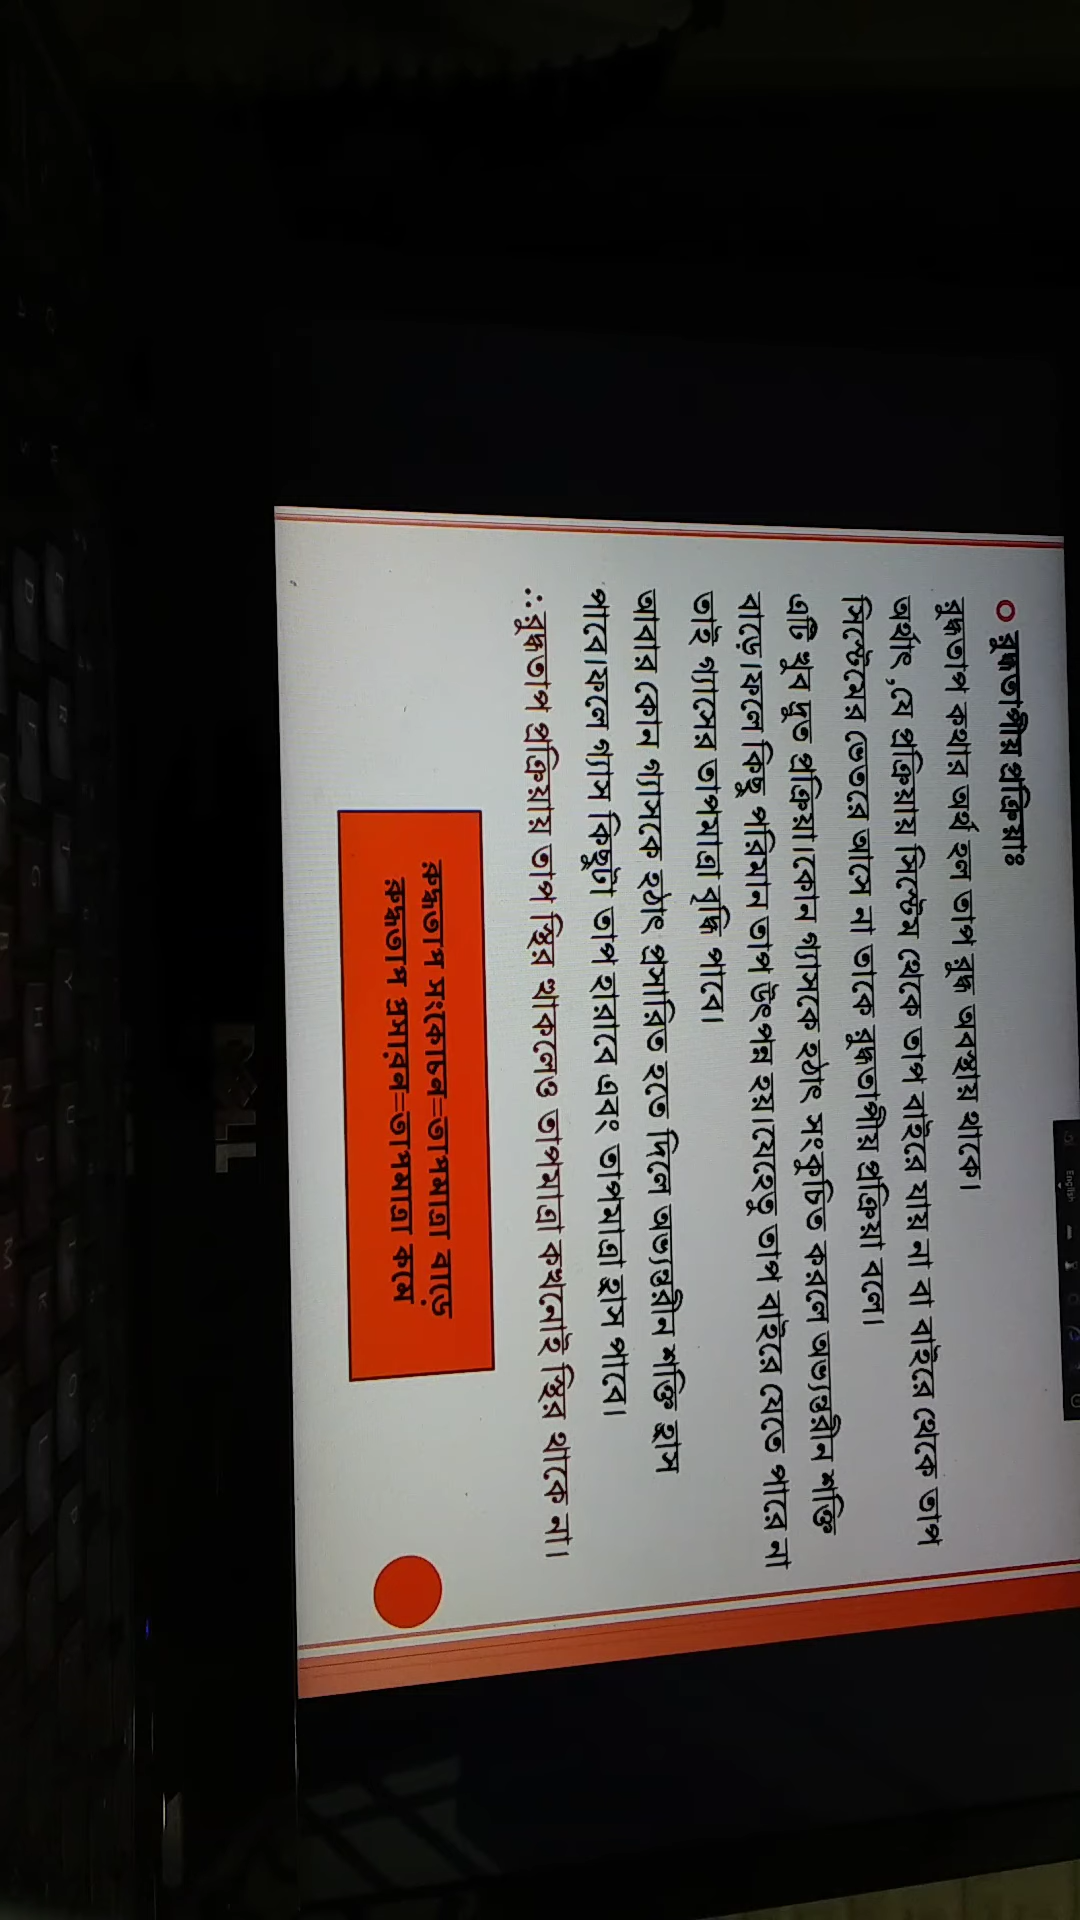 রুদ্ধতাপীয় প্রক্রিয়াঃ
রুদ্ধতাপ কথার অর্থ হল তাপ রুদ্ধ অবস্থায় থাকে।
অর্থাৎ ,যে প্রক্রিয়ায় সিস্টেম থেকে তাপ বাইরে যায় না বা বাইরে থেকে তাপ
সিস্টেমের ভেতরে আসে না তাকে রুদ্ধতাপীয় প্রক্রিয়া বলে।
এটি খুব দ্রুত প্রক্রিয়া।কোন গ্যাসকে হঠাৎ সংকুচিত করলে অভ্যন্তরীন শক্তি
বাড়ে।ফলে কিছু পরিমান তাপ উৎপন্ন হয়।যেহেতু তাপ বাইরে যেতে পারে না
তাই গ্যাসের তাপমাত্রা বৃদ্ধি পাবে।
আবার কোন গ্যাসকে হঠাৎ প্রসারিত হতে দিলে অভ্যন্তরীন শক্তি হ্রাস
পাবে।ফলে গ্যাস কিছুটা তাপ হারাবে এবং তাপমাত্রা হ্রাস পাবে।
∴রুদ্ধতাপ প্রক্রিয়ায় তাপ স্থির থাকলেও তাপমাত্রা কখনোই স্থির থাকে না।
রুদ্ধতাপ সংকোচন=তাপমাত্রা বাড়ে
রুদ্ধতাপ প্রসারন=তাপমাত্রা কমে
English
DELL